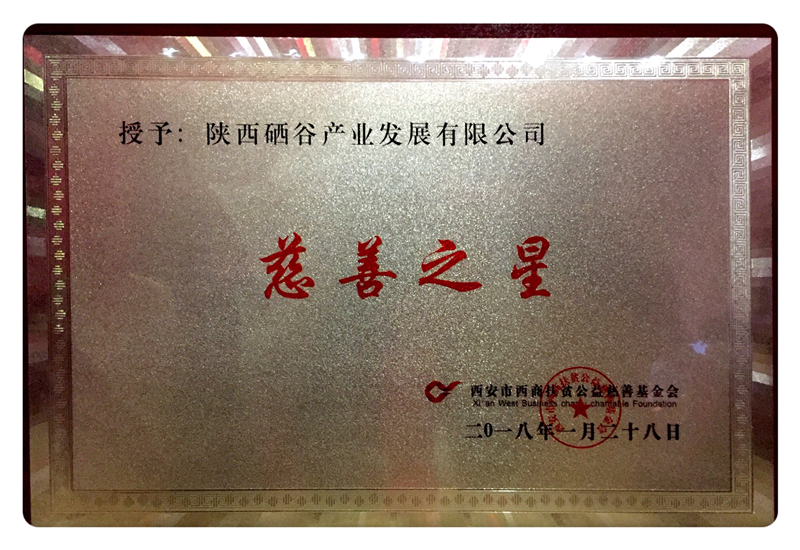 授予：陕西硒谷产业发展有限公司
慈善之星
西安市西商扶贫公益慈善基金会
Xi'an West Business charitable Foundation
二0一八年一月二十八日